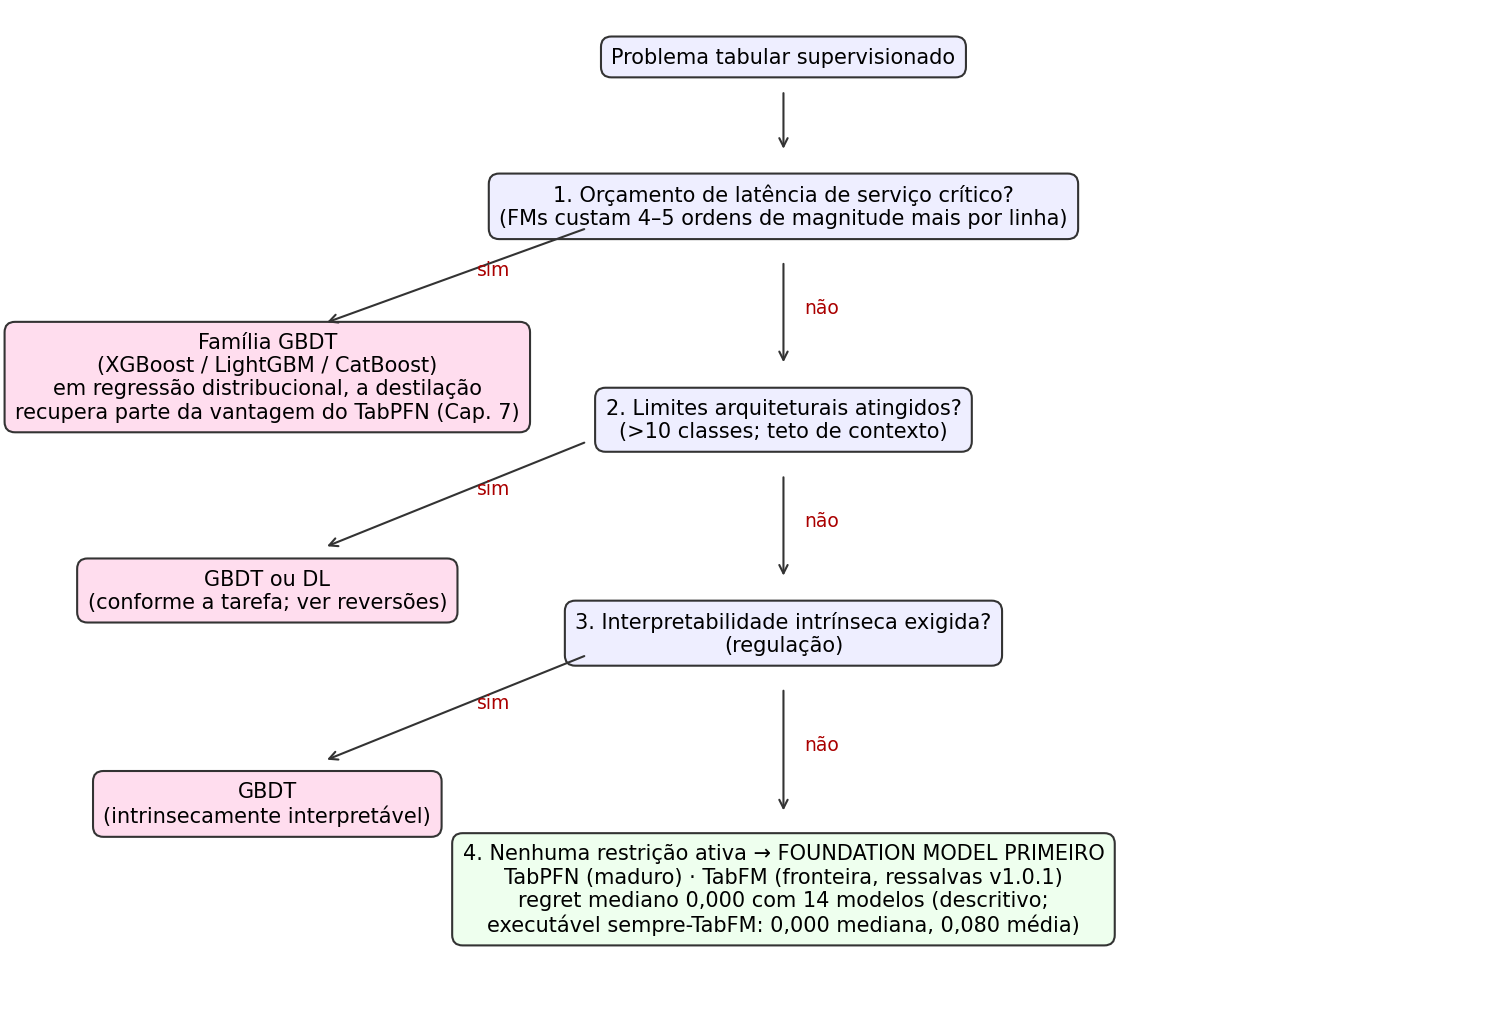 Problema tabular supervisionado
1. Orçamento de latência de serviço crítico?
(FMs custam 4–5 ordens de magnitude mais por linha)
sim
não
Família GBDT
(XGBoost / LightGBM / CatBoost)
em regressão distribucional, a destilação
recupera parte da vantagem do TabPFN (Cap. 7)
2. Limites arquiteturais atingidos?
(>10 classes; teto de contexto)
sim
não
GBDT ou DL
(conforme a tarefa; ver reversões)
3. Interpretabilidade intrínseca exigida?
(regulação)
sim
não
GBDT
(intrinsecamente interpretável)
4. Nenhuma restrição ativa → FOUNDATION MODEL PRIMEIRO
TabPFN (maduro) · TabFM (fronteira, ressalvas v1.0.1)
regret mediano 0,000 com 14 modelos (descritivo;
executável sempre-TabFM: 0,000 mediana, 0,080 média)